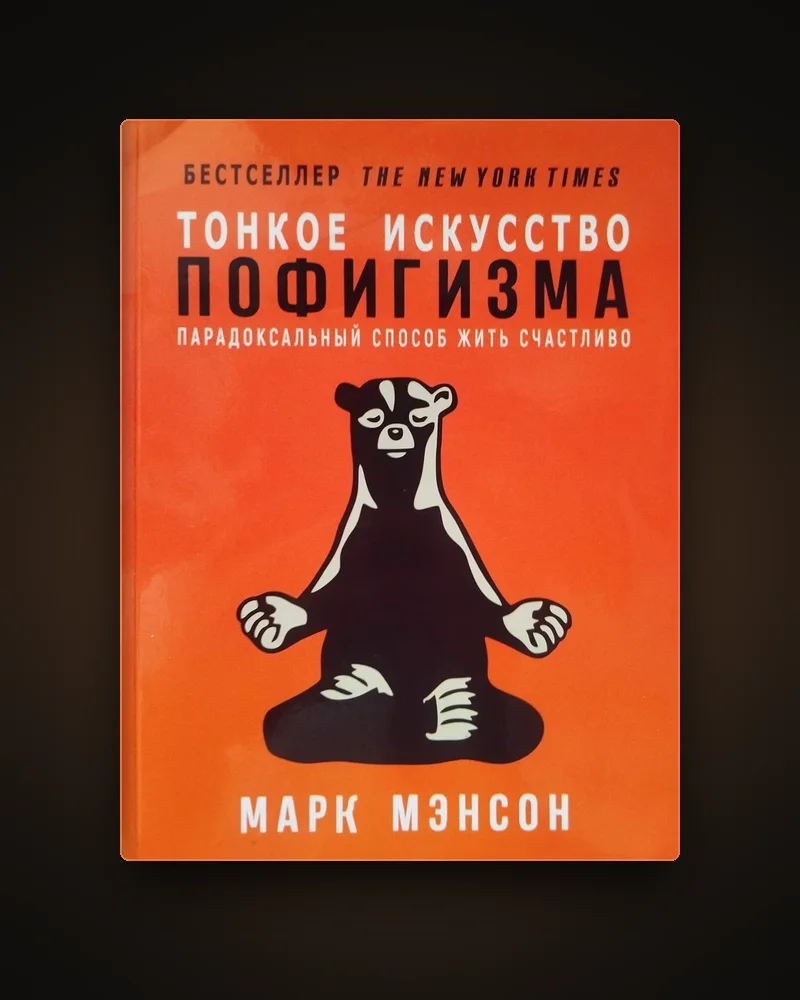 БЕСТСЕЛЛЕР THE NEW YORK TIMES
ТОНКОЕ ИСКУССТВО
ПОФИГИЗМА
ПАРАДОКСАЛЬНЫЙ СПОСОБ ЖИТЬ СЧАСТЛИВО
МАРК МЭНСОН